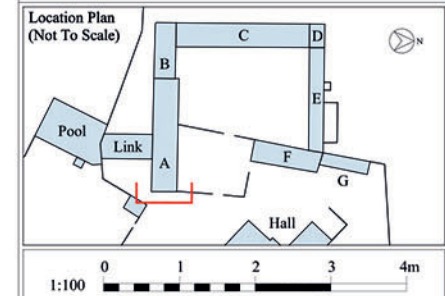 Location Plan
(Not To Scale)
C
D
N
B
E
Pool
Link
A
F
G
Hall
0 1 2 3 4m
1:100